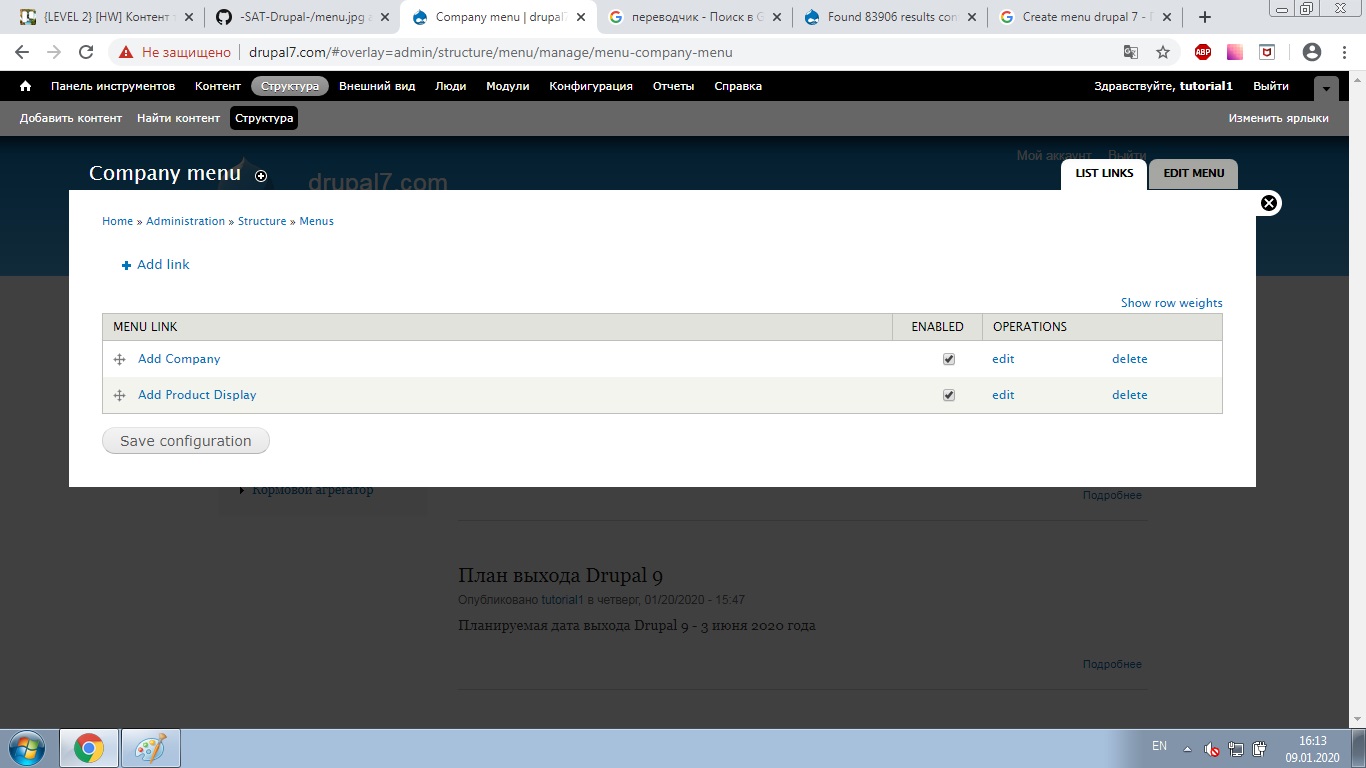 {LEVEL 2} [HW] Контент т
-SAT-Drupal-/menu.jpg a
Company menu | drupal7
переводчик - Поиск в G
Found 83906 results con
Create menu drupal 7 - П
Не защищено
drupal7.com/#overlay=admin/structure/menu/manage/menu-company-menu
ABP
Панель инструментов Контент Структура Внешний вид Люди Модули Конфигурация Отчеты Справка Здравствуйте, tutorial1 Выйти
Добавить контент Найти контент Структура Изменить ярлыки
Мой аккаунт Выйти
Company menu
drupal7.com
LIST LINKS EDIT MENU
Home » Administration » Structure » Menus
Add link
Show row weights
MENU LINK ENABLED OPERATIONS
Add Company edit delete
Add Product Display edit delete
Save configuration
Кормовой агрегатор
Подробнее
План выхода Drupal 9
Опубликовано tutorial1 в четверг, 01/20/2020 - 15:47
Планируемая дата выхода Drupal 9 - 3 июня 2020 года
Подробнее
EN
16:13
09.01.2020